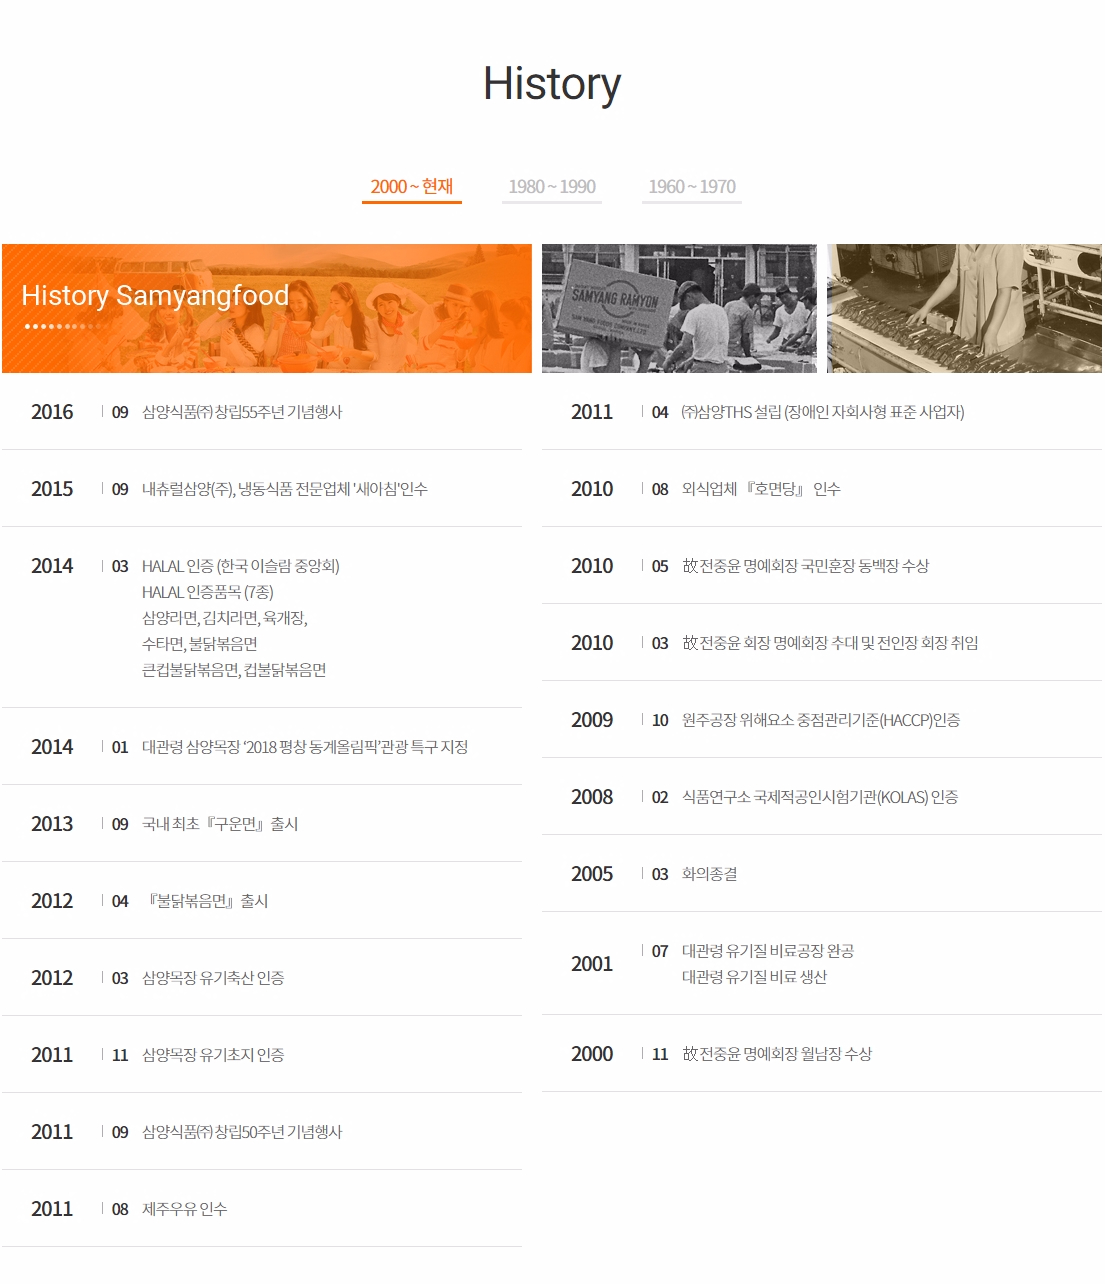 History
2000 ~ 현재
1980 ~ 1990
1960 ~ 1970
History Samyangfood
SAMYANG RAMYON
2016 09 삼양식품㈜ 창립55주년 기념행사
2015 09 내츄럴삼양(주), 냉동식품 전문업체 '새아침'인수
2014 03 HALAL 인증 (한국 이슬람 중앙회)
HALAL 인증품목 (7종)
삼양라면, 김치라면, 육개장,
수타면, 불닭볶음면
큰컵불닭볶음면, 컵불닭볶음면
2014 01 대관령 삼양목장 ‘2018 평창 동계올림픽’관광 특구 지정
2013 09 국내 최초『구운면』출시
2012 04 『불닭볶음면』출시
2012 03 삼양목장 유기축산 인증
2011 11 삼양목장 유기초지 인증
2011 09 삼양식품㈜ 창립50주년 기념행사
2011 08 제주우유 인수
2011 04 ㈜삼양THS 설립 (장애인 자회사형 표준 사업자)
2010 08 외식업체 『호면당』 인수
2010 05 故전중윤 명예회장 국민훈장 동백장 수상
2010 03 故전중윤 회장 명예회장 추대 및 전인장 회장 취임
2009 10 원주공장 위해요소 중점관리기준(HACCP)인증
2008 02 식품연구소 국제적공인시험기관(KOLAS) 인증
2005 03 화의종결
2001 07 대관령 유기질 비료공장 완공
대관령 유기질 비료 생산
2000 11 故전중윤 명예회장 월남장 수상